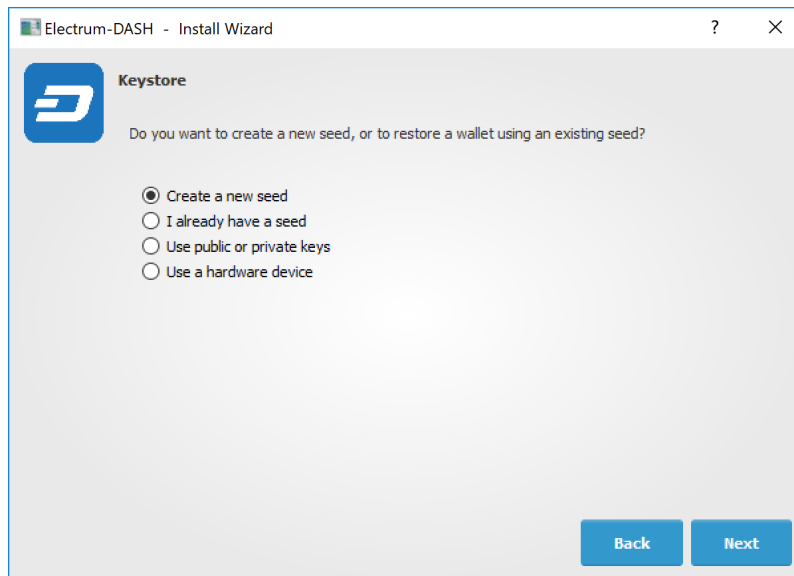 Electrum-DASH - Install Wizard
Keystore
Do you want to create a new seed, or to restore a wallet using an existing seed?
Create a new seed
I already have a seed
Use public or private keys
Use a hardware device
Back Next